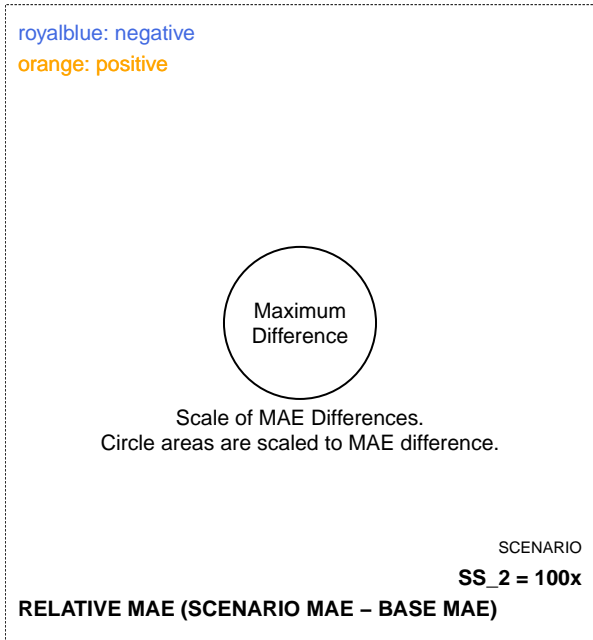 royalblue: negative
orange: positive
Maximum
Difference
Scale of MAE Differences.
Circle areas are scaled to MAE difference.
SCENARIO
SS_2 = 100x
RELATIVE MAE (SCENARIO MAE − BASE MAE)